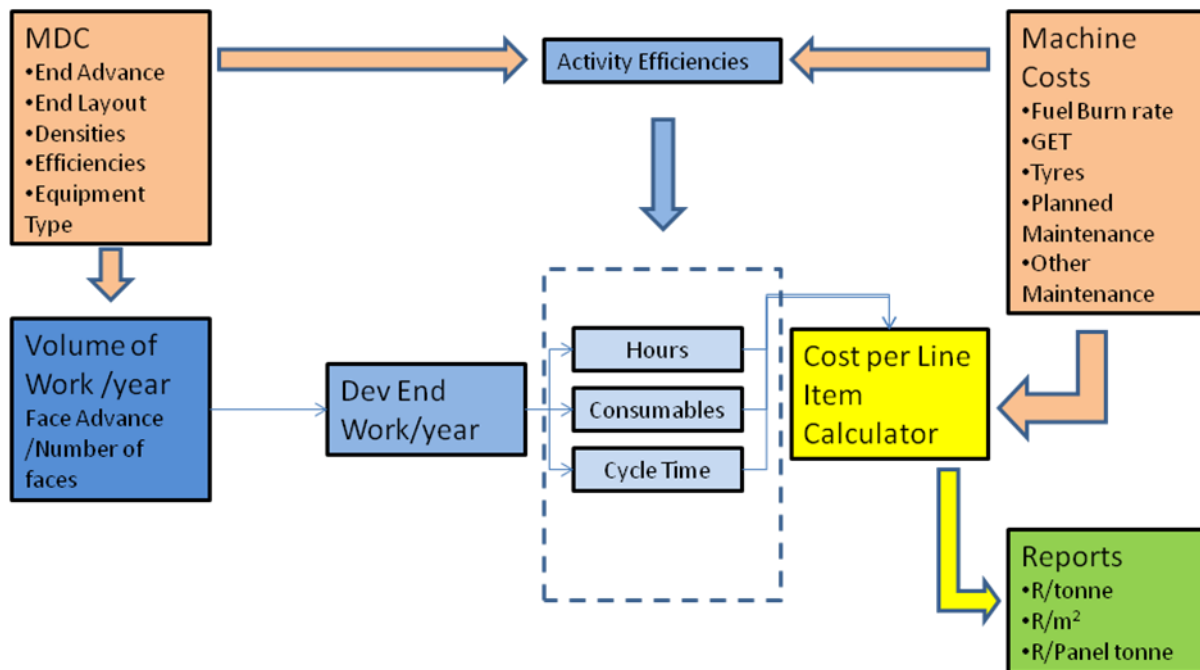 MDC
•End Advance
•End Layout
•Densities
•Efficiencies
•Equipment
Type
Activity Efficiencies
Machine
Costs
•Fuel Burn rate
•GET
•Tyres
•Planned
Maintenance
•Other
Maintenance
Volume of
Work /year
Face Advance
/Number of
faces
Dev End
Work/year
Hours
Consumables
Cycle Time
Cost per Line
Item
Calculator
Reports
•R/tonne
•R/m²
•R/Panel tonne